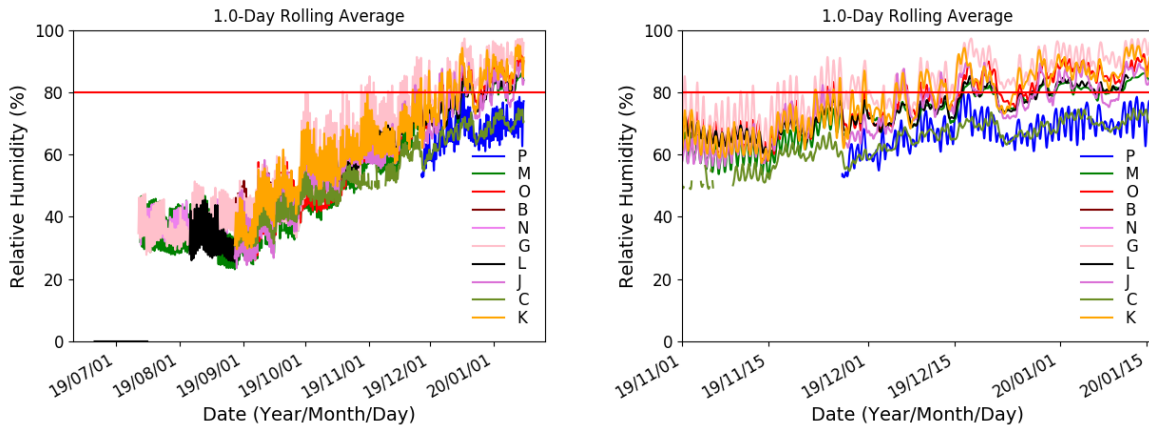 1.0-Day Rolling Average
Relative Humidity (%)
100
80
60
40
20
0
P
M
O
B
N
G
L
J
C
K
19/07/01
19/08/01
19/09/01
19/10/01
19/11/01
19/12/01
20/01/01
Date (Year/Month/Day)
1.0-Day Rolling Average
Relative Humidity (%)
100
80
60
40
20
0
P
M
O
B
N
G
L
J
C
K
19/11/01
19/11/15
19/12/01
19/12/15
20/01/01
20/01/15
Date (Year/Month/Day)